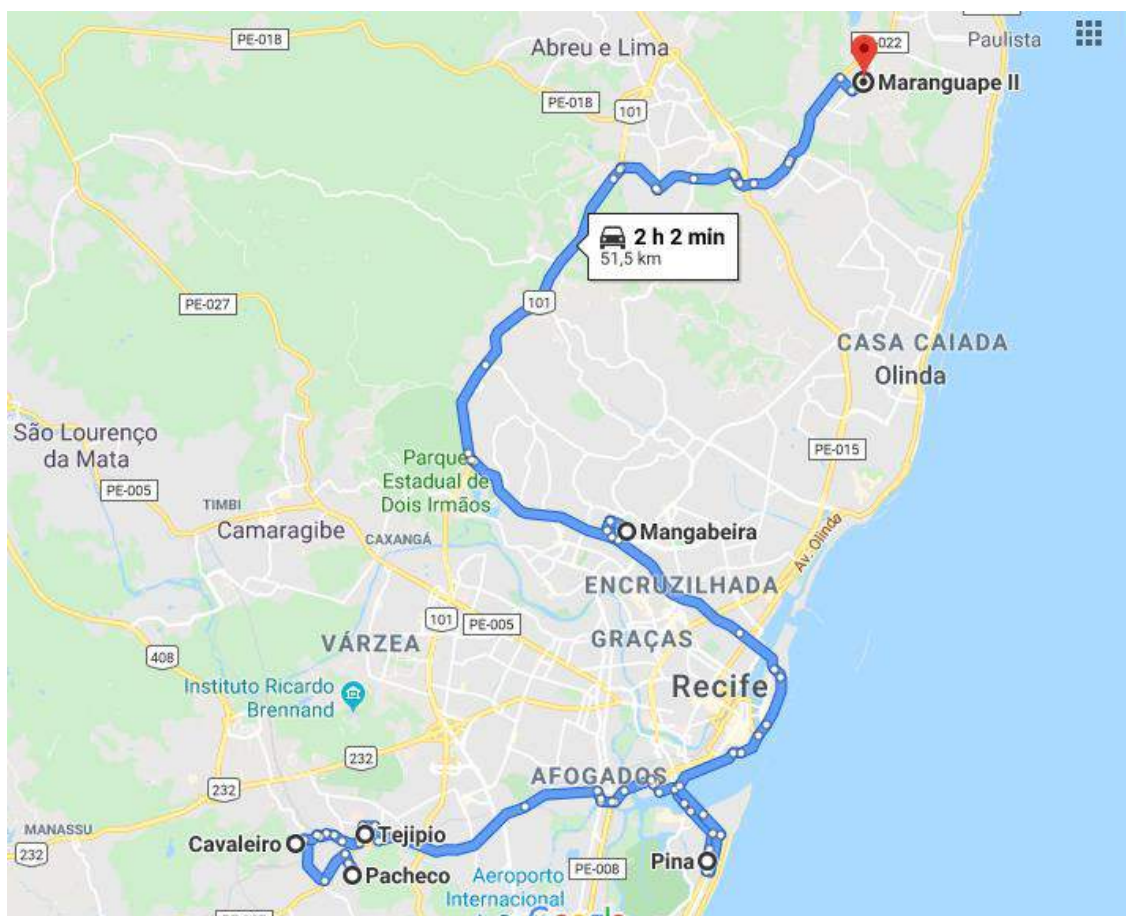 PE-018
Abreu e Lima
022
Paulista
Maranguape II
PE-018
101
2 h 2 min
51,5 km
PE-027
101
CASA CAIADA
Olinda
São Lourenço
da Mata
PE-005
Parque
Estadual de
Dois Irmãos
PE-015
TIMBI
Camaragibe
CAXANGÁ
Mangabeira
Av. Olinda
ENCRUZILHADA
101
PE-005
VÁRZEA
GRAÇAS
408
Instituto Ricardo
Brennand
Recife
232
AFOGADOS
232
MANASSU
232
Cavaleiro
Tejipio
Pacheco
Pina
PE-008
Aeroporto
Internacional